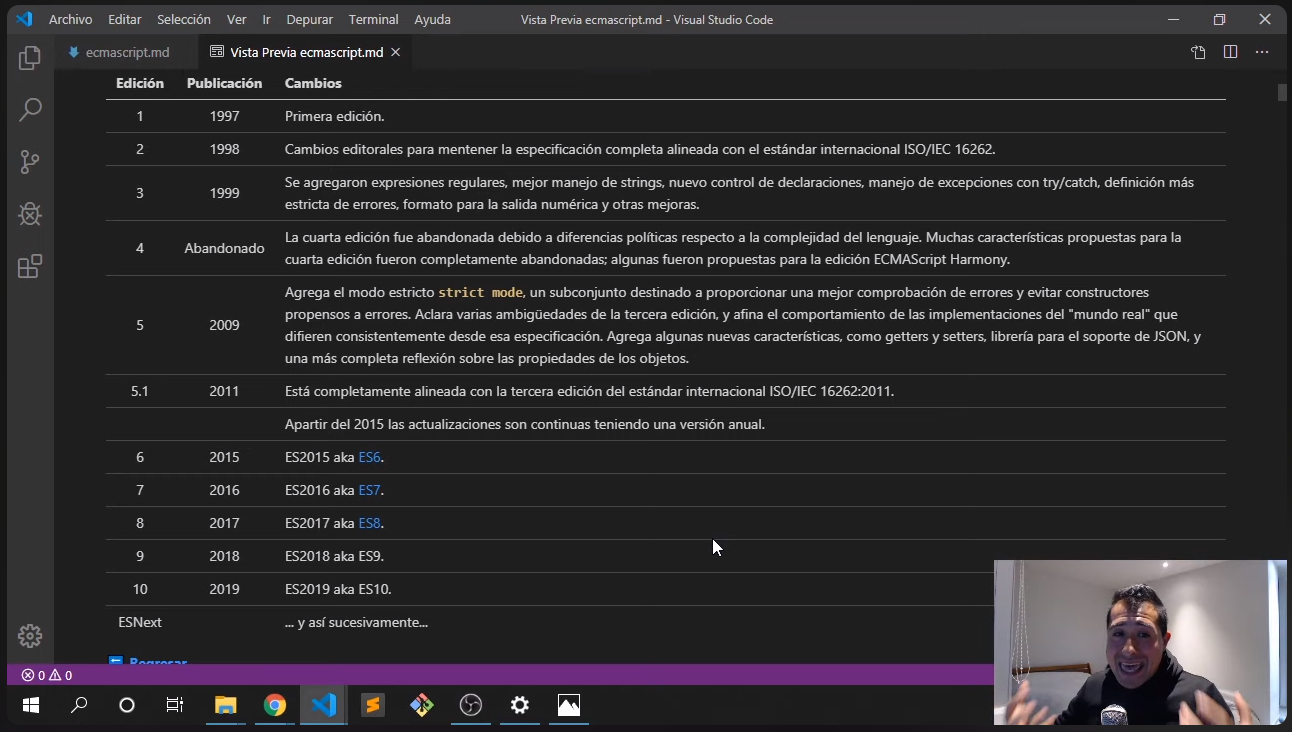 Archivo Editar Selección Ver Ir Depurar Terminal Ayuda Vista Previa ecmascript.md - Visual Studio Code
ecmascript.md Vista Previa ecmascript.md
Edición Publicación Cambios
1 1997 Primera edición.
2 1998 Cambios editorales para mentener la especificación completa alineada con el estándar internacional ISO/IEC 16262.
3 1999 Se agregaron expresiones regulares, mejor manejo de strings, nuevo control de declaraciones, manejo de excepciones con try/catch, definición más
estricta de errores, formato para la salida numérica y otras mejoras.
4 Abandonado La cuarta edición fue abandonada debido a diferencias políticas respecto a la complejidad del lenguaje. Muchas características propuestas para la
cuarta edición fueron completamente abandonadas; algunas fueron propuestas para la edición ECMAScript Harmony.
5 2009 Agrega el modo estricto strict mode, un subconjunto destinado a proporcionar una mejor comprobación de errores y evitar constructores
propensos a errores. Aclara varias ambigüedades de la tercera edición, y afina el comportamiento de las implementaciones del "mundo real" que
difieren consistentemente desde esa especificación. Agrega algunas nuevas características, como getters y setters, librería para el soporte de JSON, y
una más completa reflexión sobre las propiedades de los objetos.
5.1 2011 Está completamente alineada con la tercera edición del estándar internacional ISO/IEC 16262:2011.
Apartir del 2015 las actualizaciones son continuas teniendo una versión anual.
6 2015 ES2015 aka ES6.
7 2016 ES2016 aka ES7.
8 2017 ES2017 aka ES8.
9 2018 ES2018 aka ES9.
10 2019 ES2019 aka ES10.
ESNext ... y así sucesivamente...
Regresar
0 0